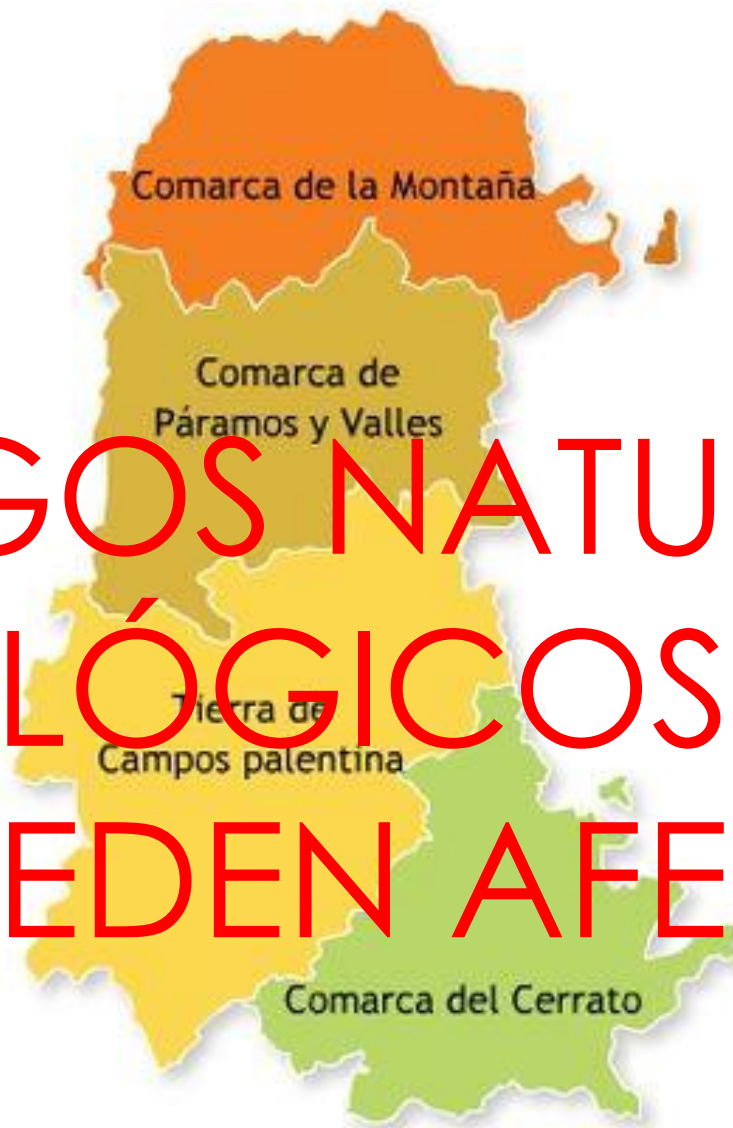 Comarca de la Montaña
Comarca de
Páramos y Valles
GOS NATU
LÓGICOS
Tierra de
Campos palentina
EDEN AFE
Comarca del Cerrato